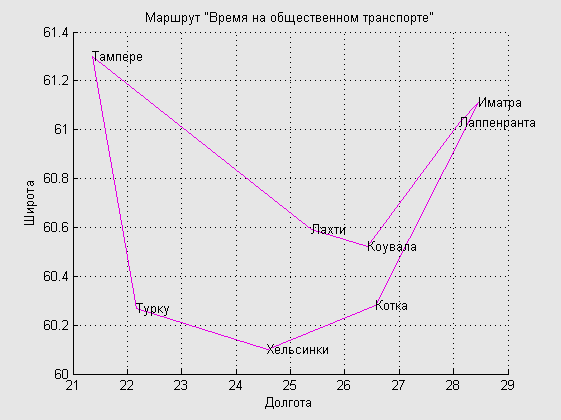 Маршрут "Время на общественном транспорте"
61.4
Тампере
61.2
Иматра
61
Лаппенранта
60.8
Широта
60.6
Лахти
Коувала
60.4
Турку
Котка
60.2
Хельсинки
60
21
22
23
24
25
26
27
28
29
Долгота